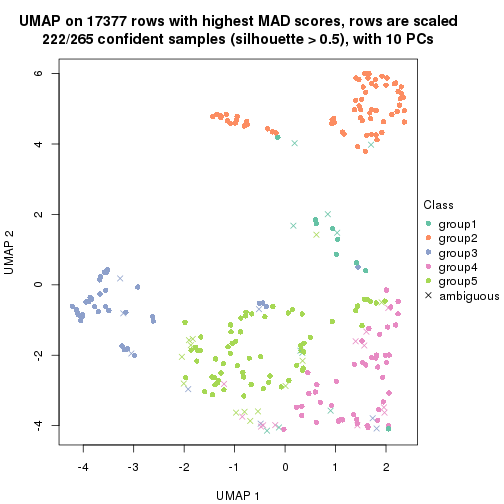 UMAP on 17377 rows with highest MAD scores, rows are scaled
222/265 confident samples (silhouette > 0.5), with 10 PCs
6
4
2
0
-2
-4
UMAP 2
-4
-3
-2
-1
0
1
2
UMAP 1
Class
group1
group2
group3
group4
group5
ambiguous